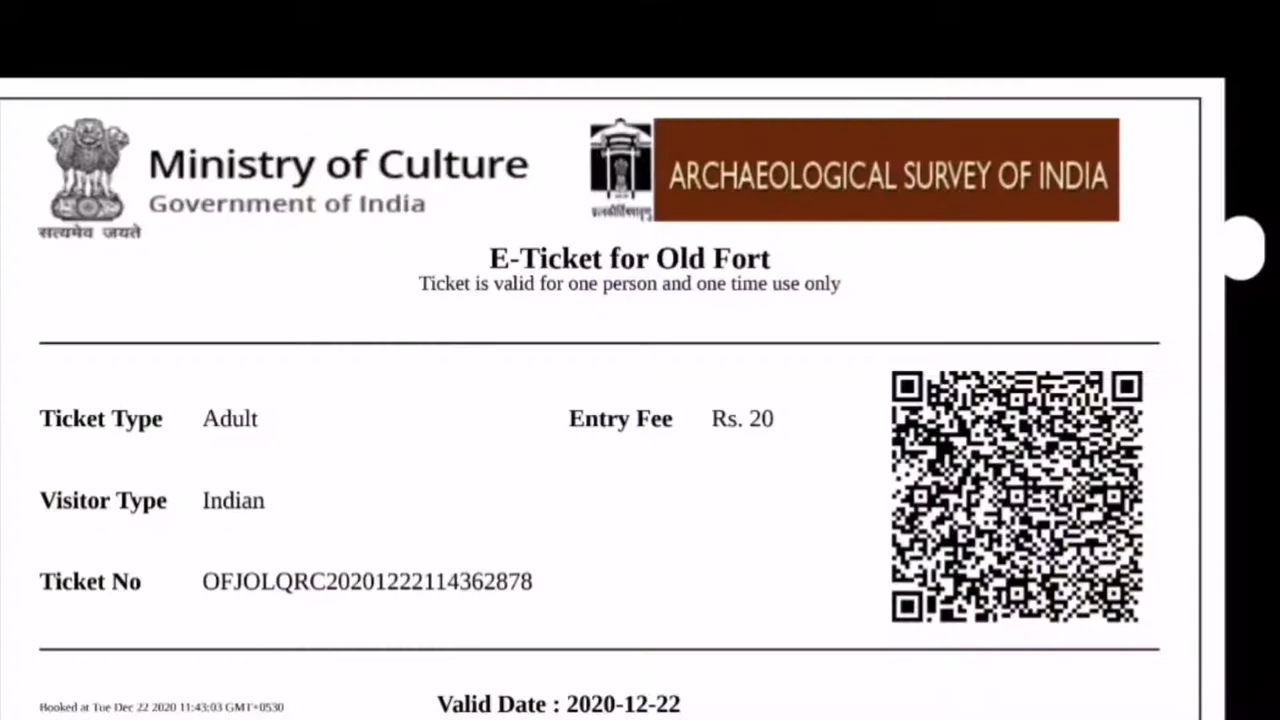 Ministry of Culture
Government of India
सत्यमेव जयते
ARCHAEOLOGICAL SURVEY OF INDIA
E-Ticket for Old Fort
Ticket is valid for one person and one time use only
Ticket Type Adult Entry Fee Rs. 20
Visitor Type Indian
Ticket No OFJOLQRC20201222114362878
Booked at Tue Dec 22 2020 11:43:03 GMT+0530
Valid Date : 2020-12-22